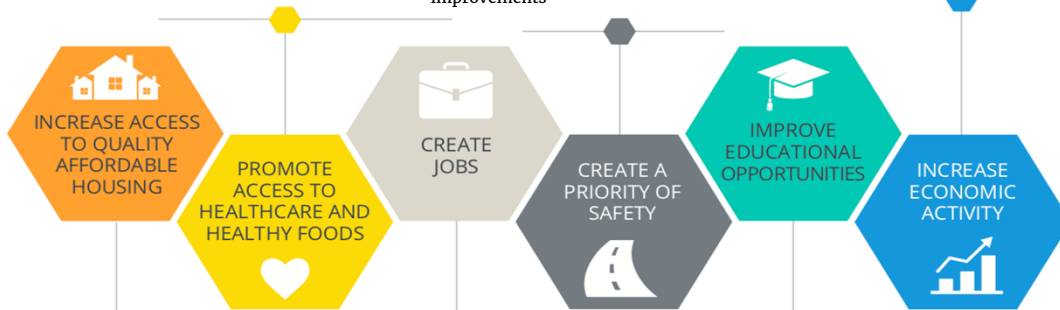 improvements
INCREASE ACCESS
TO QUALITY
AFFORDABLE
HOUSING
PROMOTE
ACCESS TO
HEALTHCARE AND
HEALTHY FOODS
CREATE
JOBS
CREATE A
PRIORITY OF
SAFETY
IMPROVE
EDUCATIONAL
OPPORTUNITIES
INCREASE
ECONOMIC
ACTIVITY